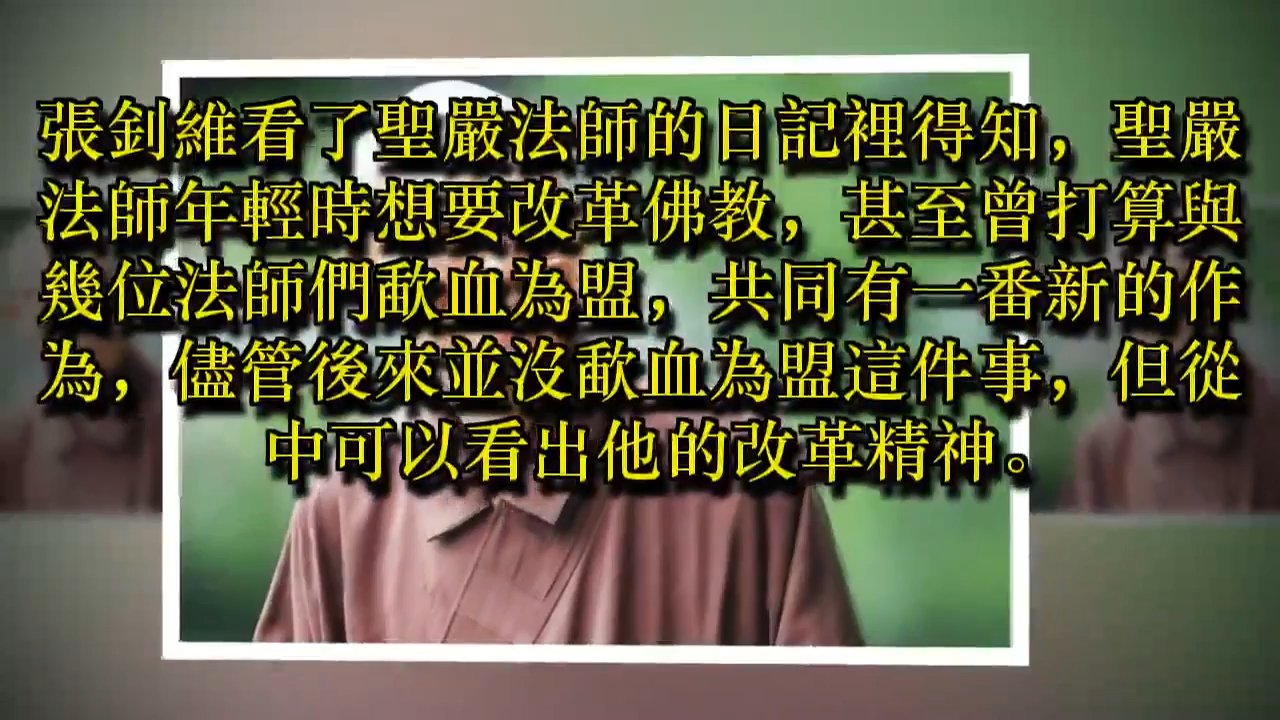 張釗維看了聖嚴法師的日記裡得知，聖嚴
法師年輕時想要改革佛教，甚至曾打算與
幾位法師們歃血為盟，共同有一番新的作
為，儘管後來並沒歃血為盟這件事，但從
中可以看出他的改革精神。